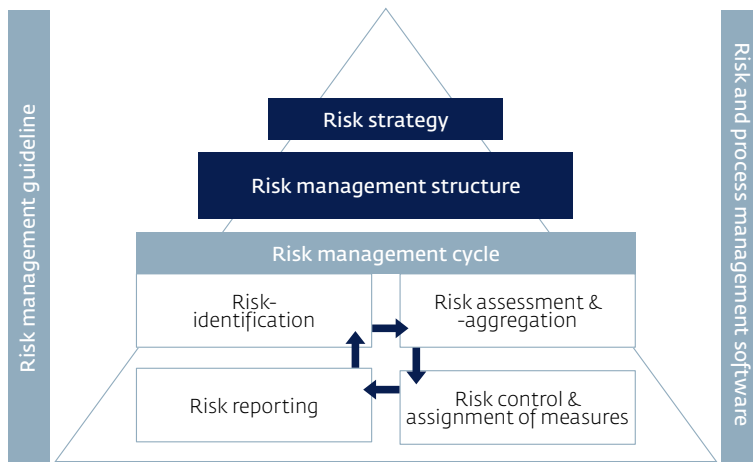 Risk management guideline
Risk strategy
Risk management structure
Risk management cycle
Risk-
identification
Risk assessment &
-aggregation
Risk reporting
Risk control &
assignment of measures
Risk and process management software